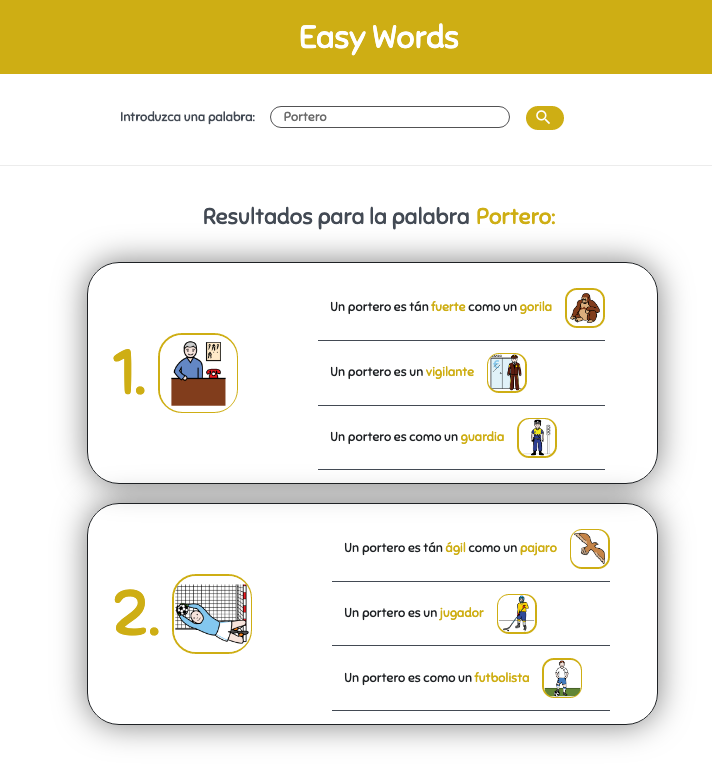 Easy Words
Introduzca una palabra: Portero
Resultados para la palabra Portero:
1.
Un portero es tán fuerte como un gorila
Un portero es un vigilante
Un portero es como un guardia
2.
Un portero es tán ágil como un pajaro
Un portero es un jugador
Un portero es como un futbolista